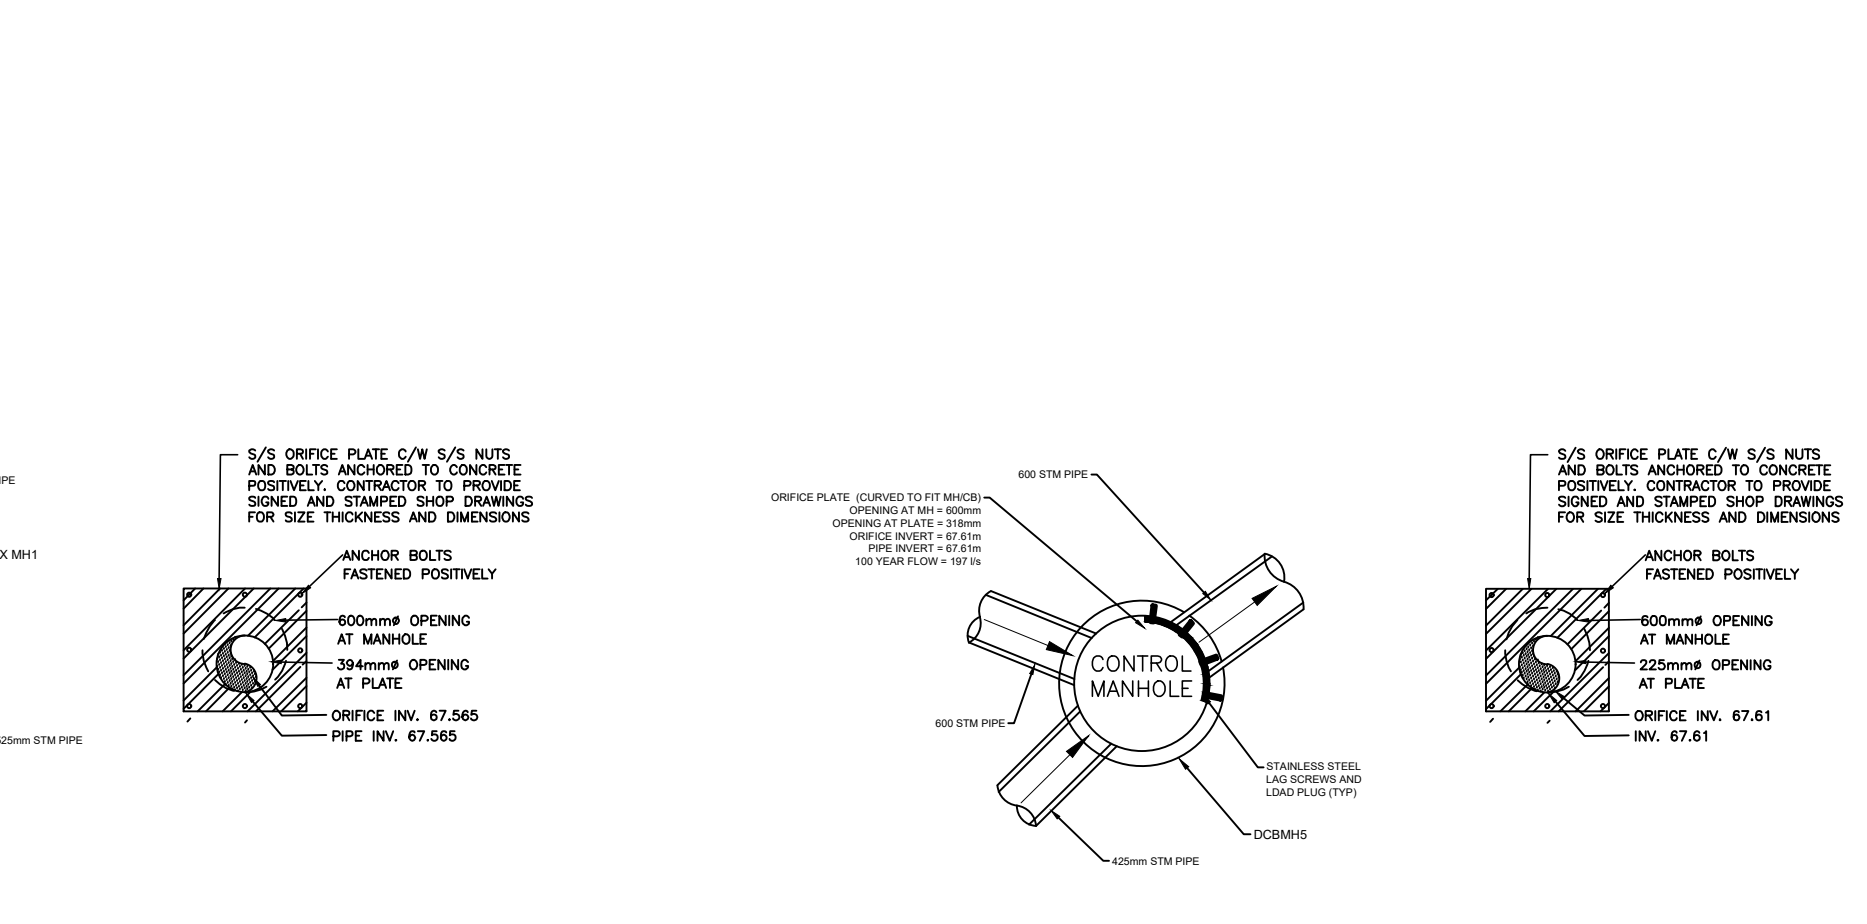 IPE
X MH1
525mm STM PIPE
S/S ORIFICE PLATE C/W S/S NUTS
AND BOLTS ANCHORED TO CONCRETE
POSITIVELY. CONTRACTOR TO PROVIDE
SIGNED AND STAMPED SHOP DRAWINGS
FOR SIZE THICKNESS AND DIMENSIONS
ANCHOR BOLTS
FASTENED POSITIVELY
600mmø OPENING
AT MANHOLE
394mmø OPENING
AT PLATE
ORIFICE INV. 67.565
PIPE INV. 67.565
600 STM PIPE
ORIFICE PLATE (CURVED TO FIT MH/CB)
OPENING AT MH = 600mm
OPENING AT PLATE = 318mm
ORIFICE INVERT = 67.61m
PIPE INVERT = 67.61m
100 YEAR FLOW = 197 l/s
CONTROL
MANHOLE
600 STM PIPE
STAINLESS STEEL
LAG SCREWS AND
LDAD PLUG (TYP)
DCBMH5
425mm STM PIPE
S/S ORIFICE PLATE C/W S/S NUTS
AND BOLTS ANCHORED TO CONCRETE
POSITIVELY. CONTRACTOR TO PROVIDE
SIGNED AND STAMPED SHOP DRAWINGS
FOR SIZE THICKNESS AND DIMENSIONS
ANCHOR BOLTS
FASTENED POSITIVELY
600mmø OPENING
AT MANHOLE
225mmø OPENING
AT PLATE
ORIFICE INV. 67.61
INV. 67.61